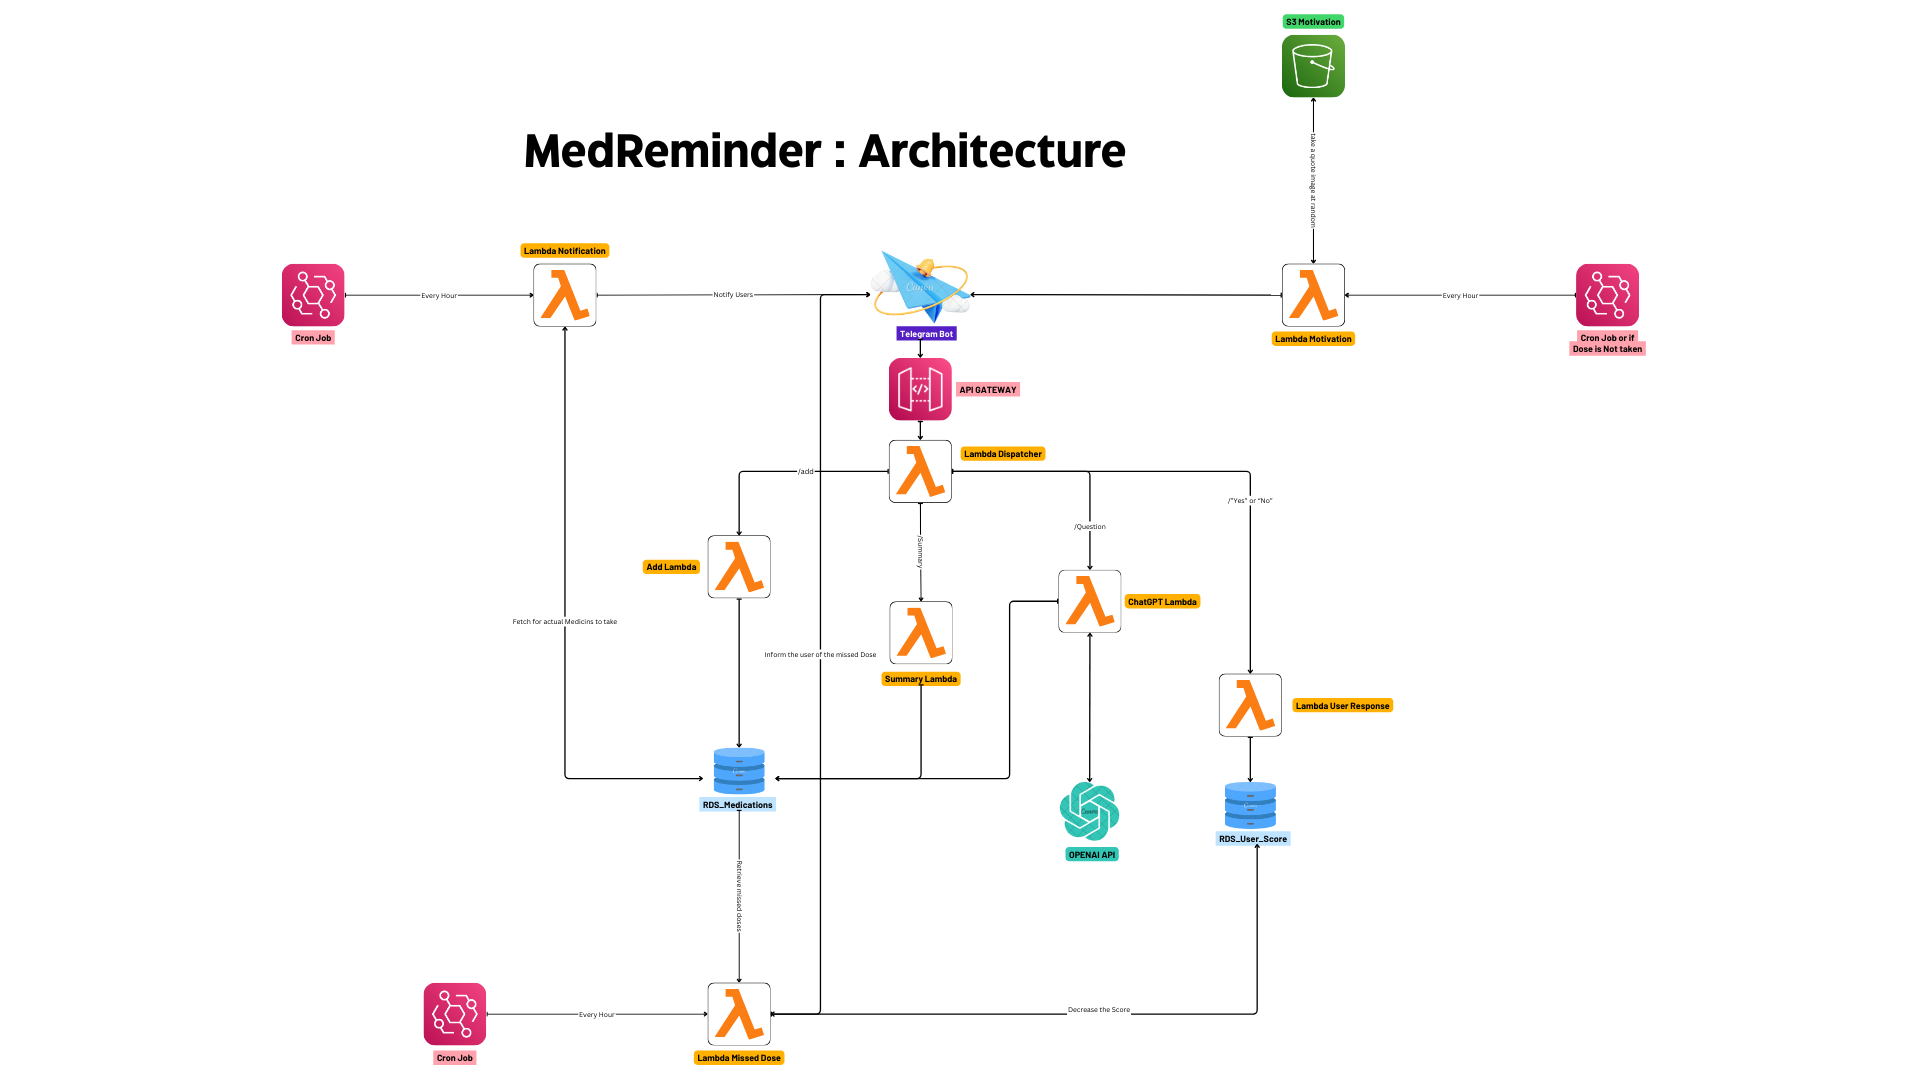 S3 Motivation
take a quote image at random
MedReminder : Architecture
Lambda Notification
Every Hour
Notify Users
Canva
Every Hour
Cron Job
Telegram Bot
Lambda Motivation
Cron Job or if
Dose is Not taken
API GATEWAY
Lambda Dispatcher
/add
/"Yes" or "No"
/Question
/Summary
Add Lambda
ChatGPT Lambda
Fetch for actual Medicins to take
Inform the user of the missed Dose
Summary Lambda
Lambda User Response
RDS_Medications
Canva
RDS_User_Score
OPENAI API
Retrieve missed doses
Decrease the Score
Every Hour
Cron Job
Lambda Missed Dose